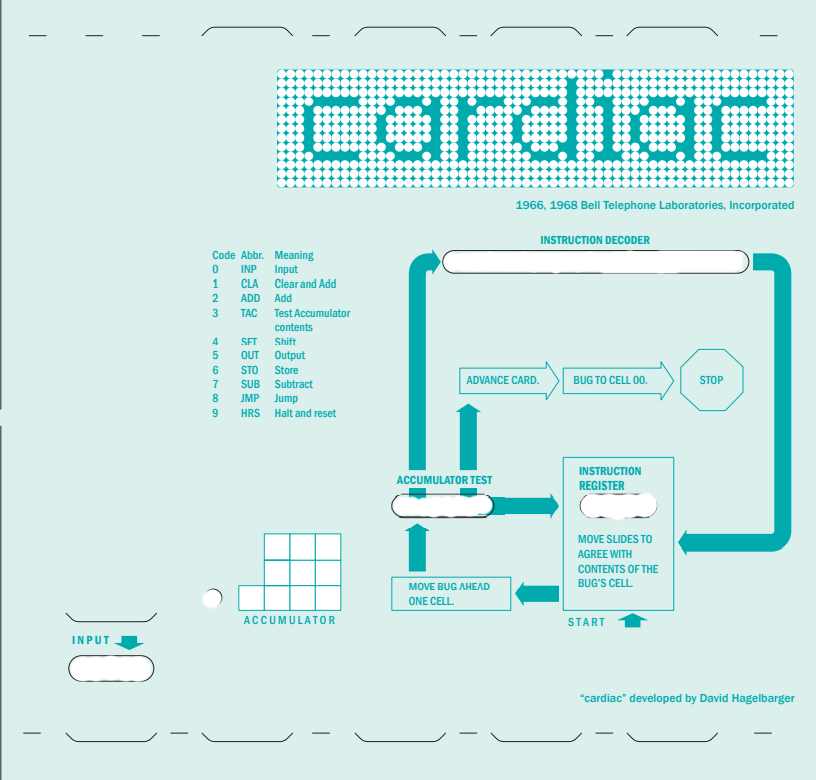 cardiac
1966, 1968 Bell Telephone Laboratories, Incorporated
INSTRUCTION DECODER
Code Abbr. Meaning
0 INP Input
1 CLA Clear and Add
2 ADD Add
3 TAC Test Accumulator
contents
4 SFT Shift
5 OUT Output
6 STO Store
7 SUB Subtract
8 JMP Jump
9 HRS Halt and reset
ADVANCE CARD.
BUG TO CELL OO.
STOP
ACCUMULATOR TEST
INSTRUCTION
REGISTER
MOVE SLIDES TO
AGREE WITH
CONTENTS OF THE
BUG'S CELL.
MOVE BUG AHEAD
ONE CELL.
START
ACCUMULATOR
INPUT
“cardiac” developed by David Hagelbarger